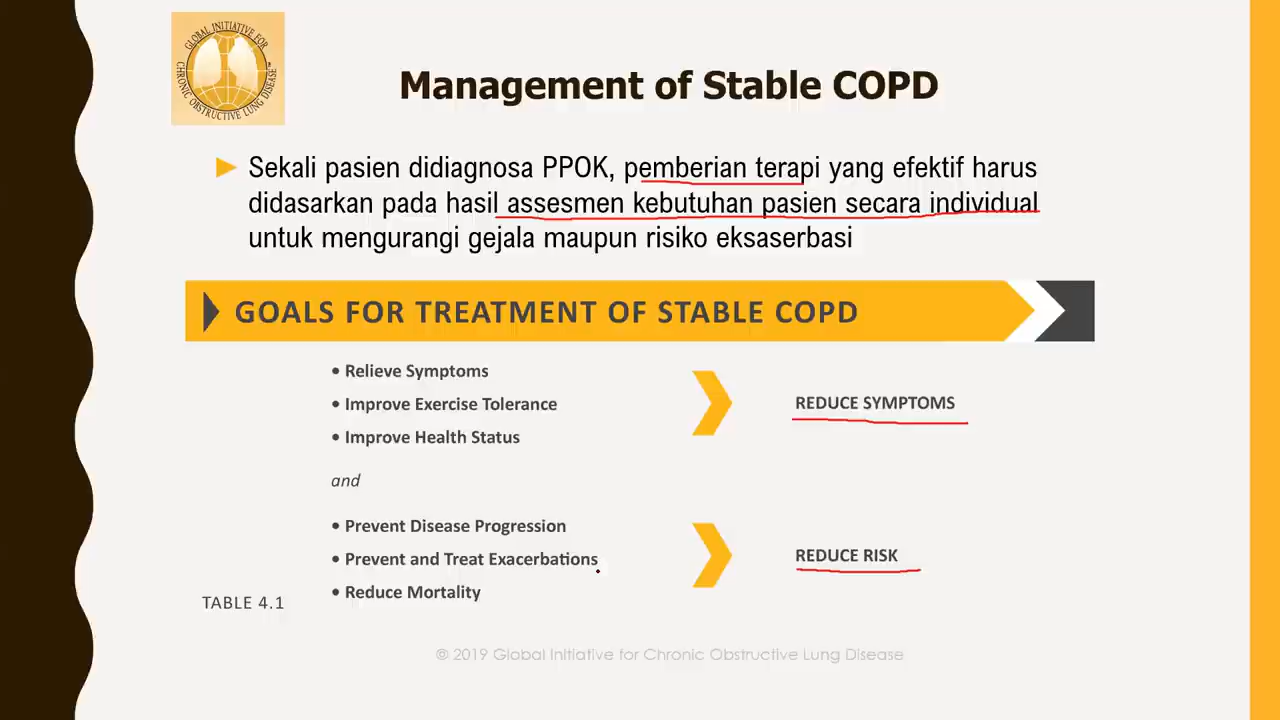 GLOBAL INITIATIVE FOR
CHRONIC OBSTRUCTIVE LUNG DISEASE
Management of Stable COPD
Sekali pasien didiagnosa PPOK, pemberian terapi yang efektif harus
didasarkan pada hasil assesmen kebutuhan pasien secara individual
untuk mengurangi gejala maupun risiko eksaserbasi
GOALS FOR TREATMENT OF STABLE COPD
• Relieve Symptoms
• Improve Exercise Tolerance
• Improve Health Status
REDUCE SYMPTOMS
and
• Prevent Disease Progression
• Prevent and Treat Exacerbations
• Reduce Mortality
REDUCE RISK
TABLE 4.1
© 2019 Global Initiative for Chronic Obstructive Lung Disease